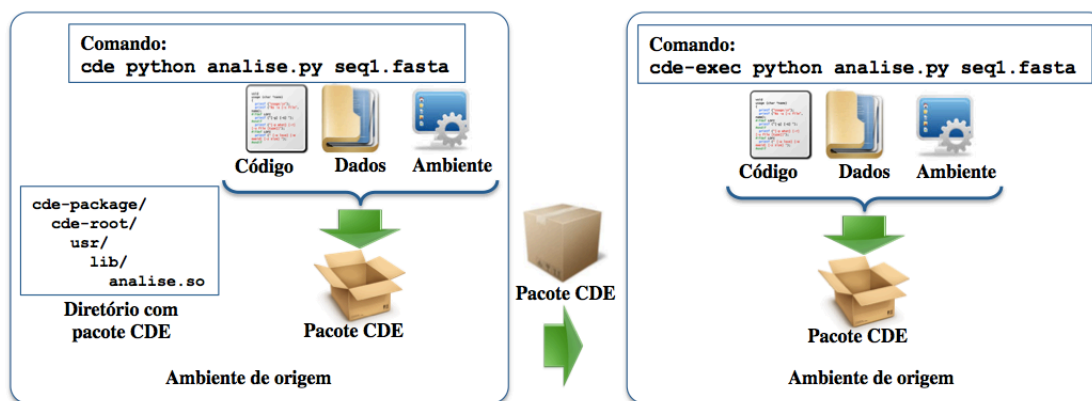 Comando:
cde python analise.py seq1.fasta
Código
Dados
Ambiente
cde-package/
cde-root/
usr/
lib/
analise.so
Diretório com
pacote CDE
Pacote CDE
Ambiente de origem
Pacote CDE
Comando:
cde-exec python analise.py seq1.fasta
Código
Dados
Ambiente
Pacote CDE
Ambiente de origem